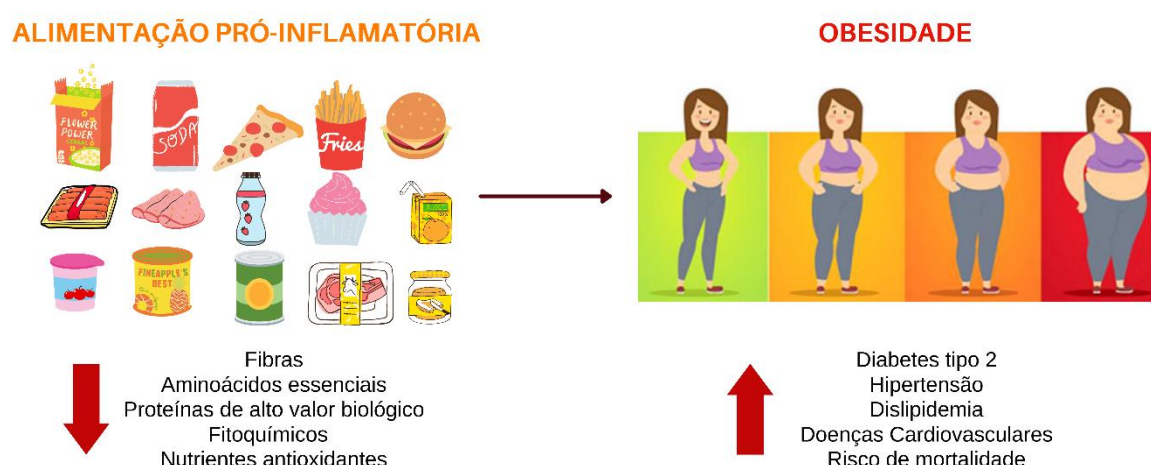 ALIMENTAÇÃO PRÓ-INFLAMATÓRIA
OBESIDADE
FLOWER
POWER
CEREAL
SODA
Fries
PINEAPPLE'S
BEST
Fibras
Aminoácidos essenciais
Proteínas de alto valor biológico
Fitoquímicos
Nutrientes antioxidantes
Diabetes tipo 2
Hipertensão
Dislipidemia
Doenças Cardiovasculares
Risco de mortalidade